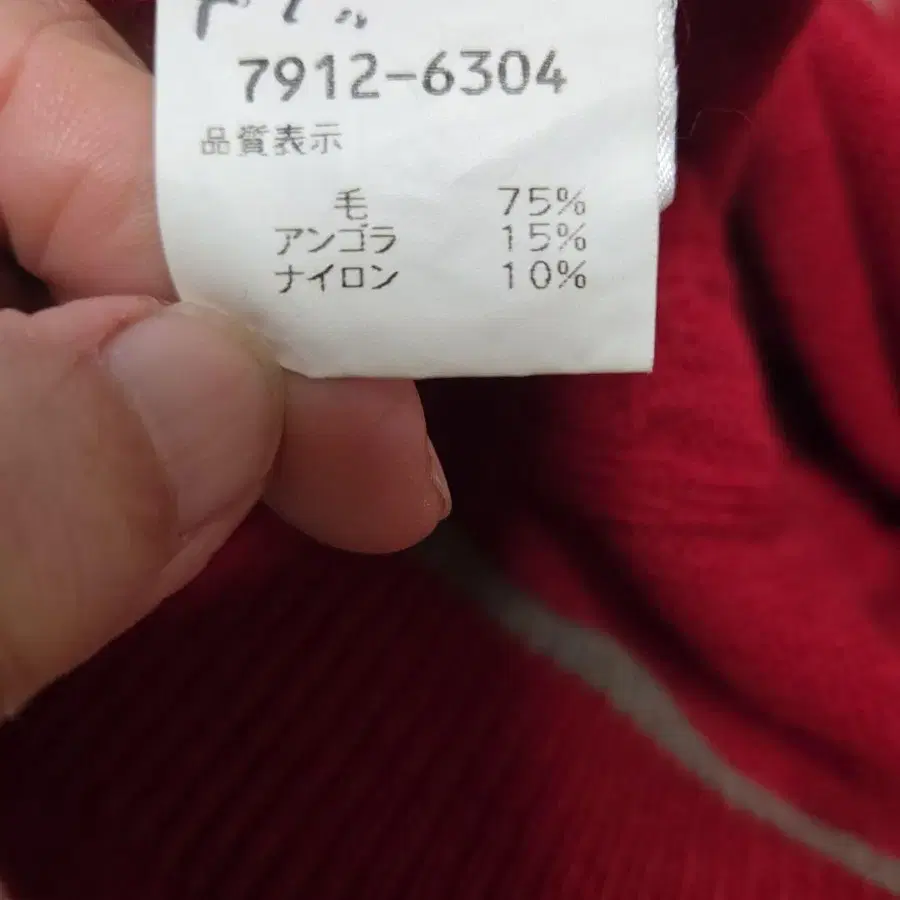 7912-6304
品質表示
毛 75%
アンゴラ 15%
ナイロン 10%